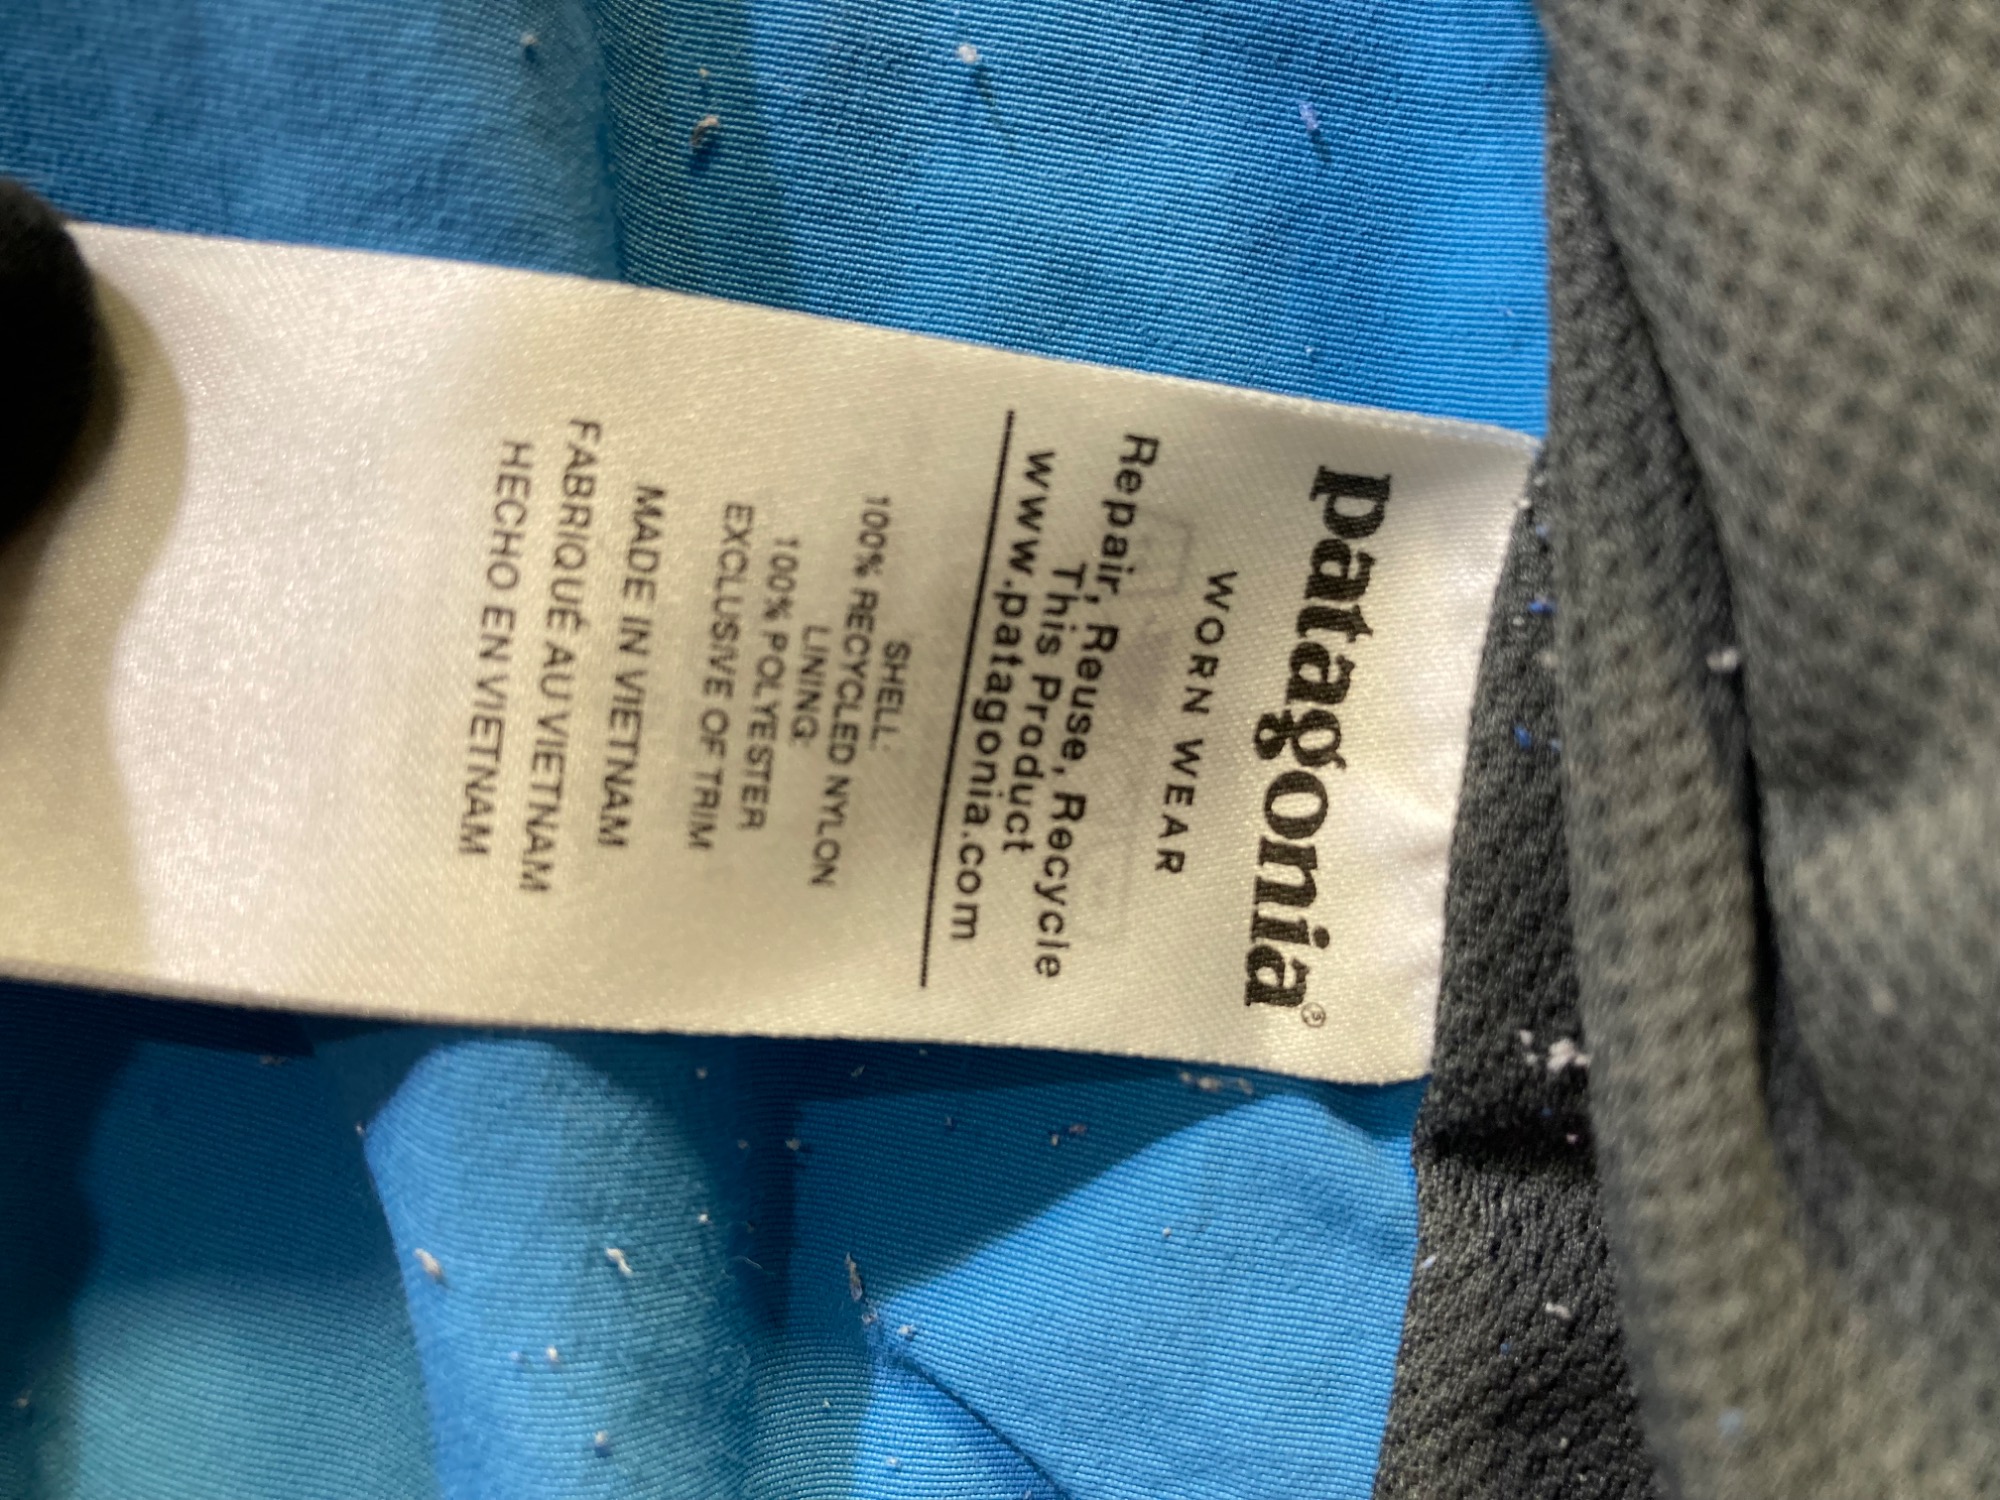 patagonia®
WORN WEAR
Repair, Reuse, Recycle
This Product
www.patagonia.com
SHELL:
100% RECYCLED NYLON
LINING:
100% POLYESTER
EXCLUSIVE OF TRIM
MADE IN VIETNAM
FABRIQUÉ AU VIETNAM
HECHO EN VIETNAM